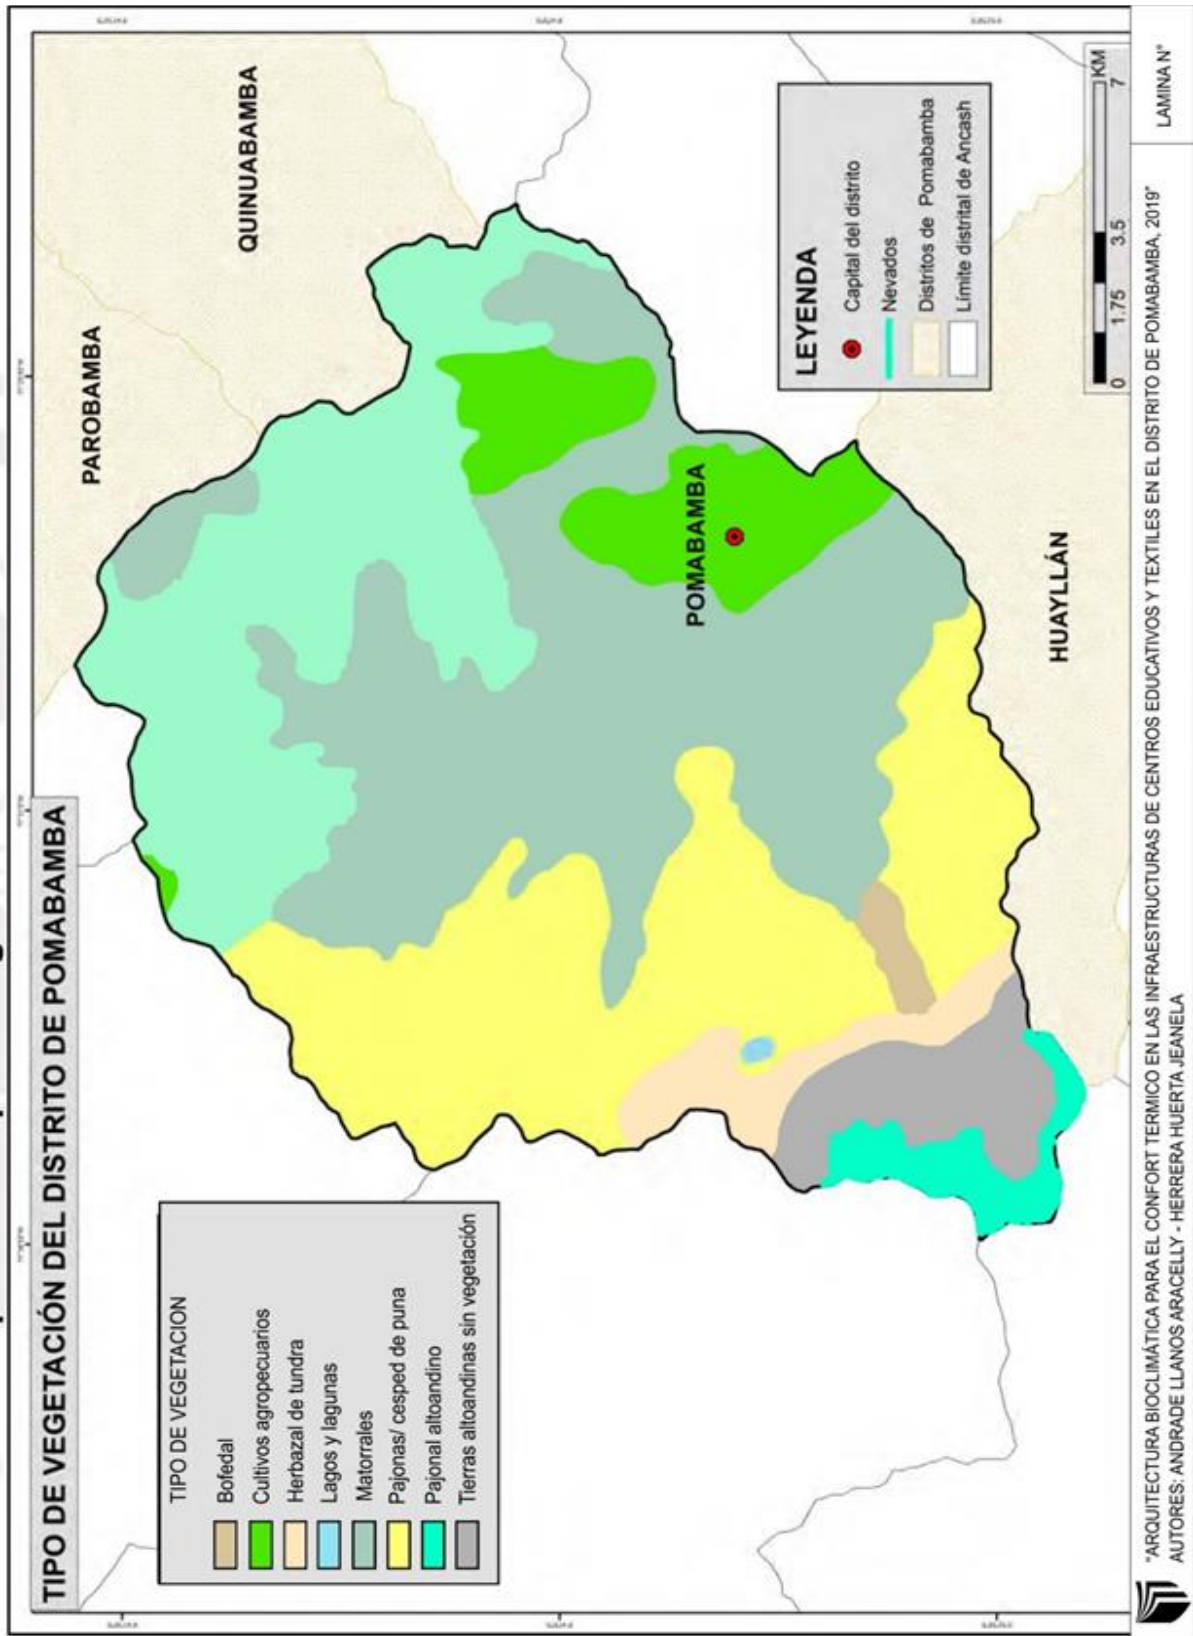 TIPO DE VEGETACIÓN DEL DISTRITO DE POMABAMBA
PAROBAMBA
QUINUABAMBA
POMABAMBA
HUAYLLÁN
TIPO DE VEGETACION
Bofedal
Cultivos agropecuarios
Herbazal de tundra
Lagos y lagunas
Matorrales
Pajonas/ cesped de puna
Pajonal altoandino
Tierras altoandinas sin vegetación
LEYENDA
Capital del distrito
Nevados
Distritos de Pomabamba
Límite distrital de Ancash
KM
0 1.75 3.5 7
"ARQUITECTURA BIOCLIMÁTICA PARA EL CONFORT TERMICO EN LAS INFRAESTRUCTURAS DE CENTROS EDUCATIVOS Y TEXTILES EN EL DISTRITO DE POMABAMBA, 2019"
AUTORES: ANDRADE LLANOS ARACELLY - HERRERA HUERTA JEANELA
LAMINA N°